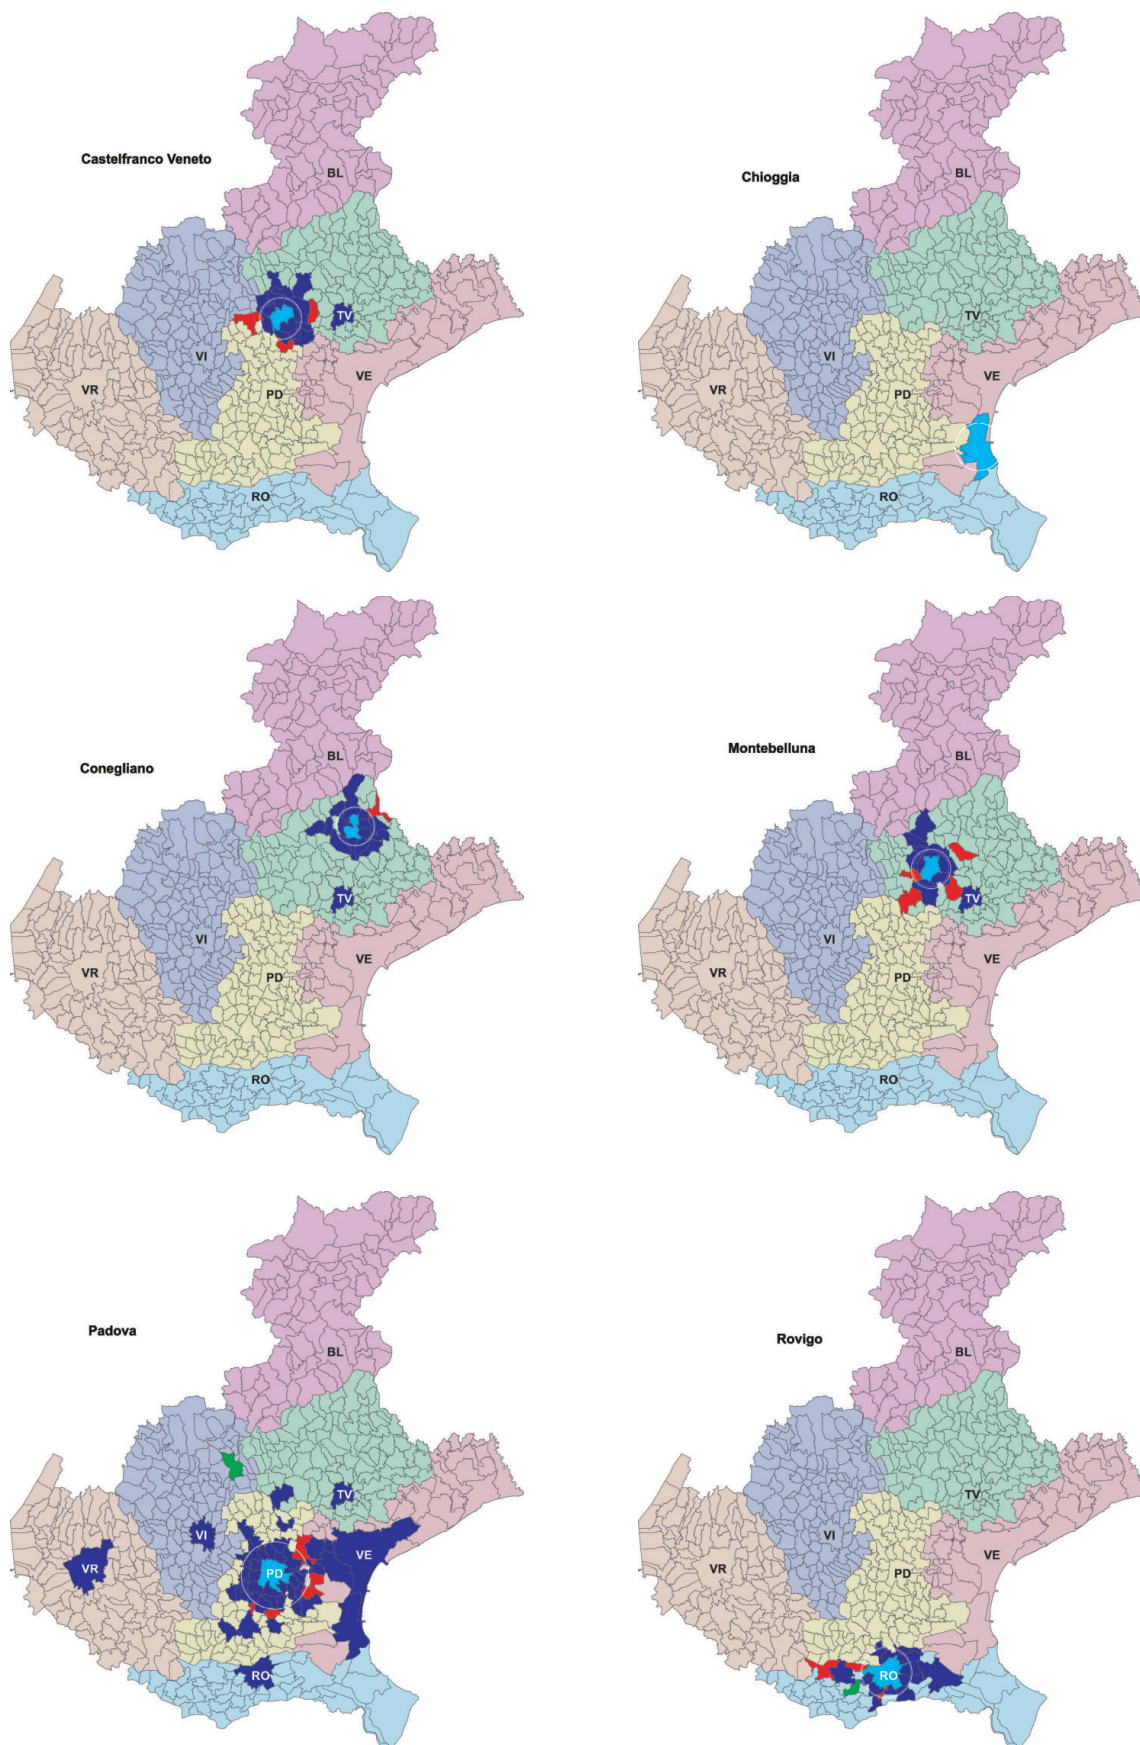 Castelfranco Veneto
BL
TV
VI
VR
PD
VE
RO
Chioggia
BL
TV
VI
VR
PD
VE
RO
Conegliano
BL
TV
VI
VR
PD
VE
RO
Montebelluna
BL
TV
VI
VR
PD
VE
RO
Padova
BL
TV
VI
VE
VR
PD
RO
Rovigo
BL
TV
VI
VE
VR
PD
RO